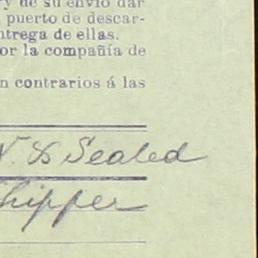 y de su envío dar
puerto de descar-
ntrega de ellas.
or la compañía de
n contrarios á las
Sealed
Shipper